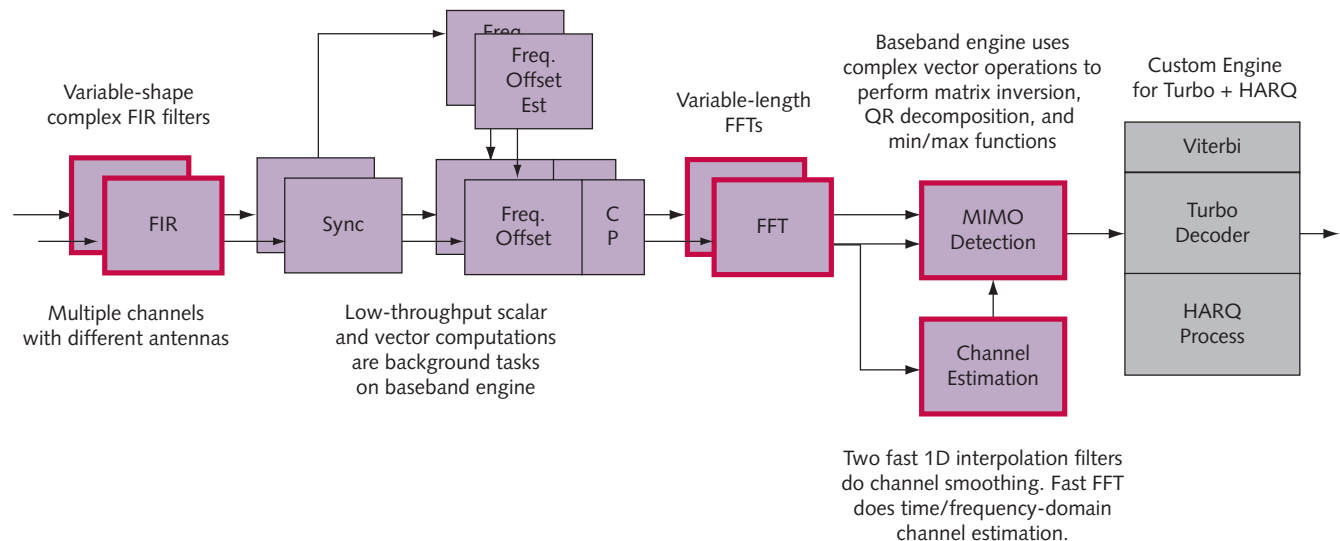 Variable-shape
complex FIR filters
FIR
Multiple channels
with different antennas
Sync
Freq.
Freq.
Offset
Est
Freq.
Offset
C
P
Low-throughput scalar
and vector computations
are background tasks
on baseband engine
Variable-length
FFTs
FFT
Baseband engine uses
complex vector operations to
perform matrix inversion,
QR decomposition, and
min/max functions
MIMO
Detection
Channel
Estimation
Two fast 1D interpolation filters
do channel smoothing. Fast FFT
does time/frequency-domain
channel estimation.
Custom Engine
for Turbo + HARQ
Viterbi
Turbo
Decoder
HARQ
Process